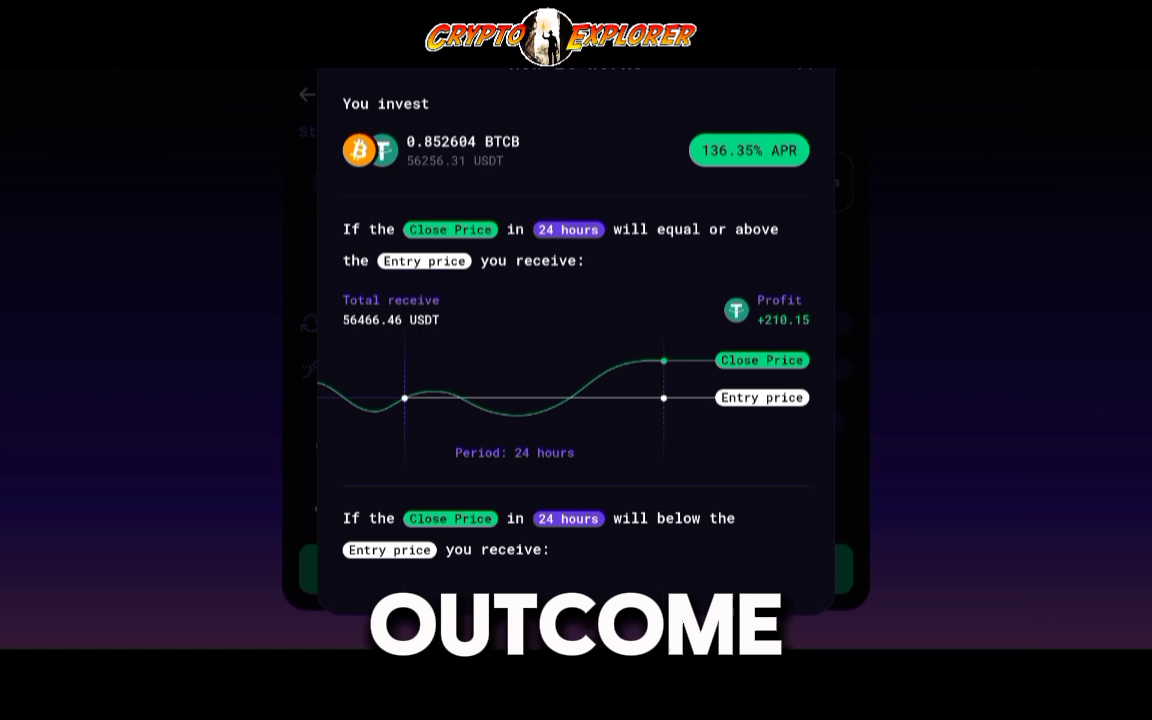 CRYPTO EXPLORER
You invest
0.852604 BTCB
56256.31 USDT
136.35% APR
If the Close Price in 24 hours will equal or above
the Entry price you receive:
Total receive
56466.46 USDT
Profit
+210.15
Close Price
Entry price
Period: 24 hours
If the Close Price in 24 hours will below the
Entry price you receive:
OUTCOME